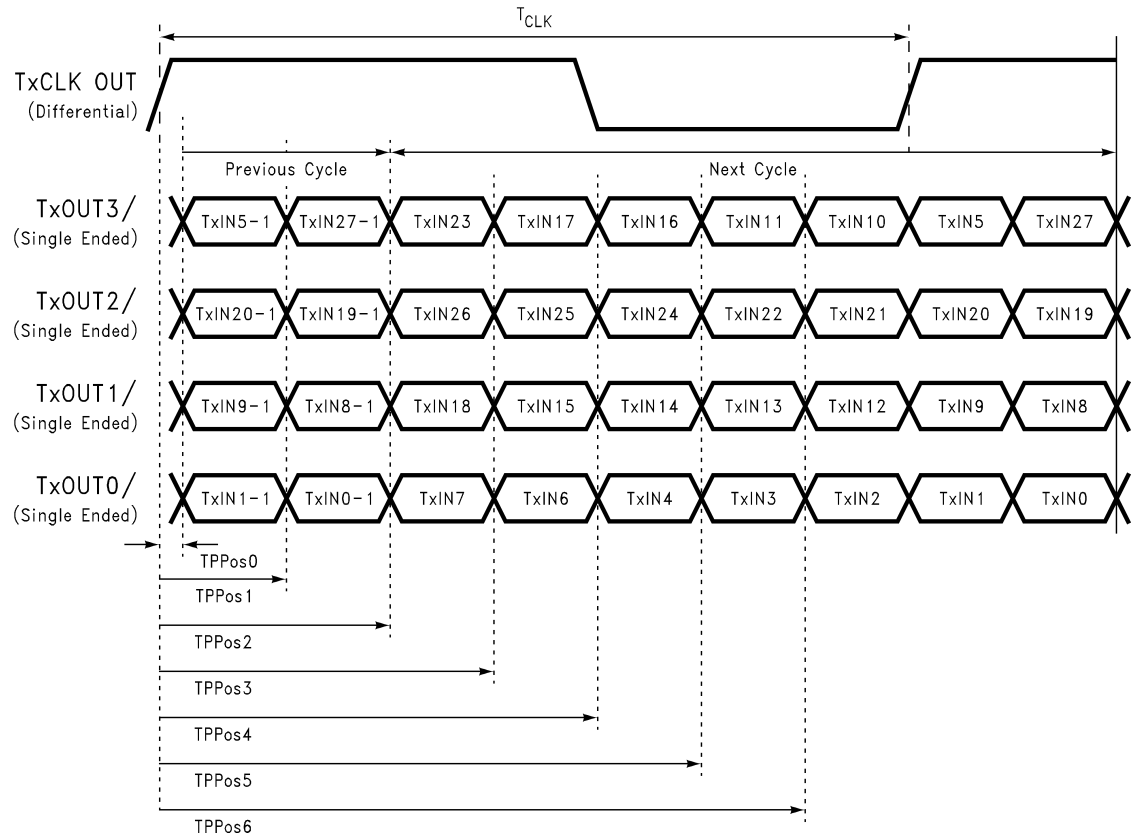 TCLK
TxCLK OUT
(Differential)
Previous Cycle
Next Cycle
TxOUT3/
(Single Ended)
TxIN5-1 TxIN27-1 TxIN23 TxIN17 TxIN16 TxIN11 TxIN10 TxIN5 TxIN27
TxOUT2/
(Single Ended)
TxIN20-1 TxIN19-1 TxIN26 TxIN25 TxIN24 TxIN22 TxIN21 TxIN20 TxIN19
TxOUT1/
(Single Ended)
TxIN9-1 TxIN8-1 TxIN18 TxIN15 TxIN14 TxIN13 TxIN12 TxIN9 TxIN8
TxOUT0/
(Single Ended)
TxIN1-1 TxIN0-1 TxIN7 TxIN6 TxIN4 TxIN3 TxIN2 TxIN1 TxIN0
TPPos0
TPPos1
TPPos2
TPPos3
TPPos4
TPPos5
TPPos6